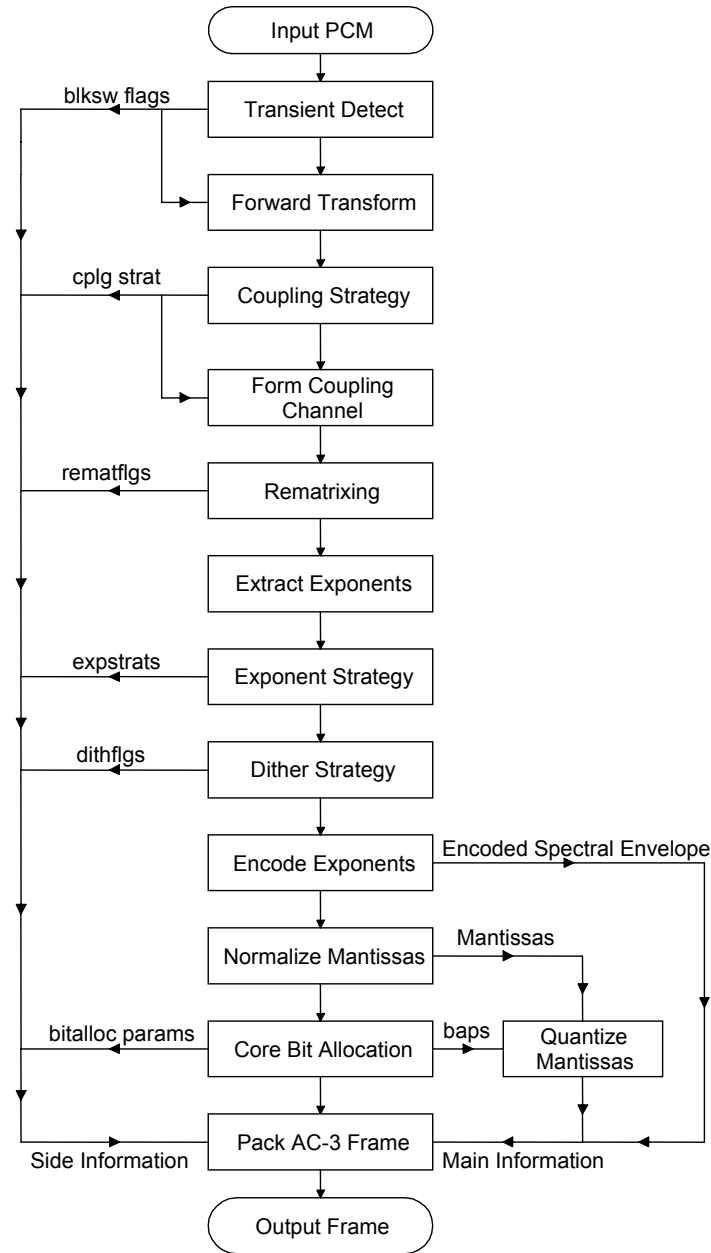 Input PCM
blksw flags
Transient Detect
Forward Transform
cplg strat
Coupling Strategy
Form Coupling
Channel
rematflgs
Rematrixing
Extract Exponents
expstrats
Exponent Strategy
dithflgs
Dither Strategy
Encode Exponents
Encoded Spectral Envelope
Normalize Mantissas
Mantissas
bitalloc params
Core Bit Allocation
baps
Quantize
Mantissas
Pack AC-3 Frame
Side Information
Main Information
Output Frame